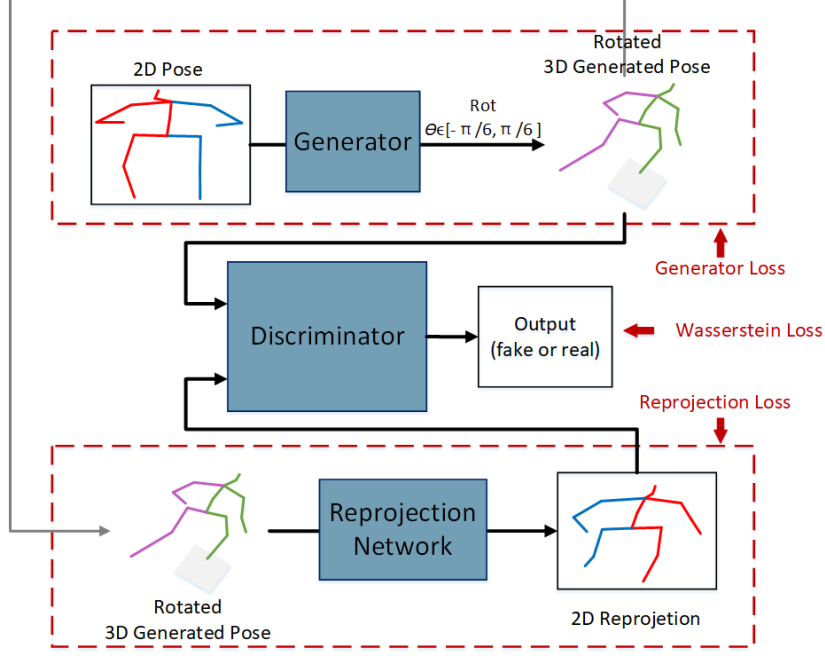 Rotated
2D Pose
3D Generated Pose
Generator
Rot
Θϵ[- π /6, π /6 ]
Generator Loss
Discriminator
Output
(fake or real)
Wasserstein Loss
Reprojection Loss
Reprojection
Network
Rotated
3D Generated Pose
2D Reprojetion